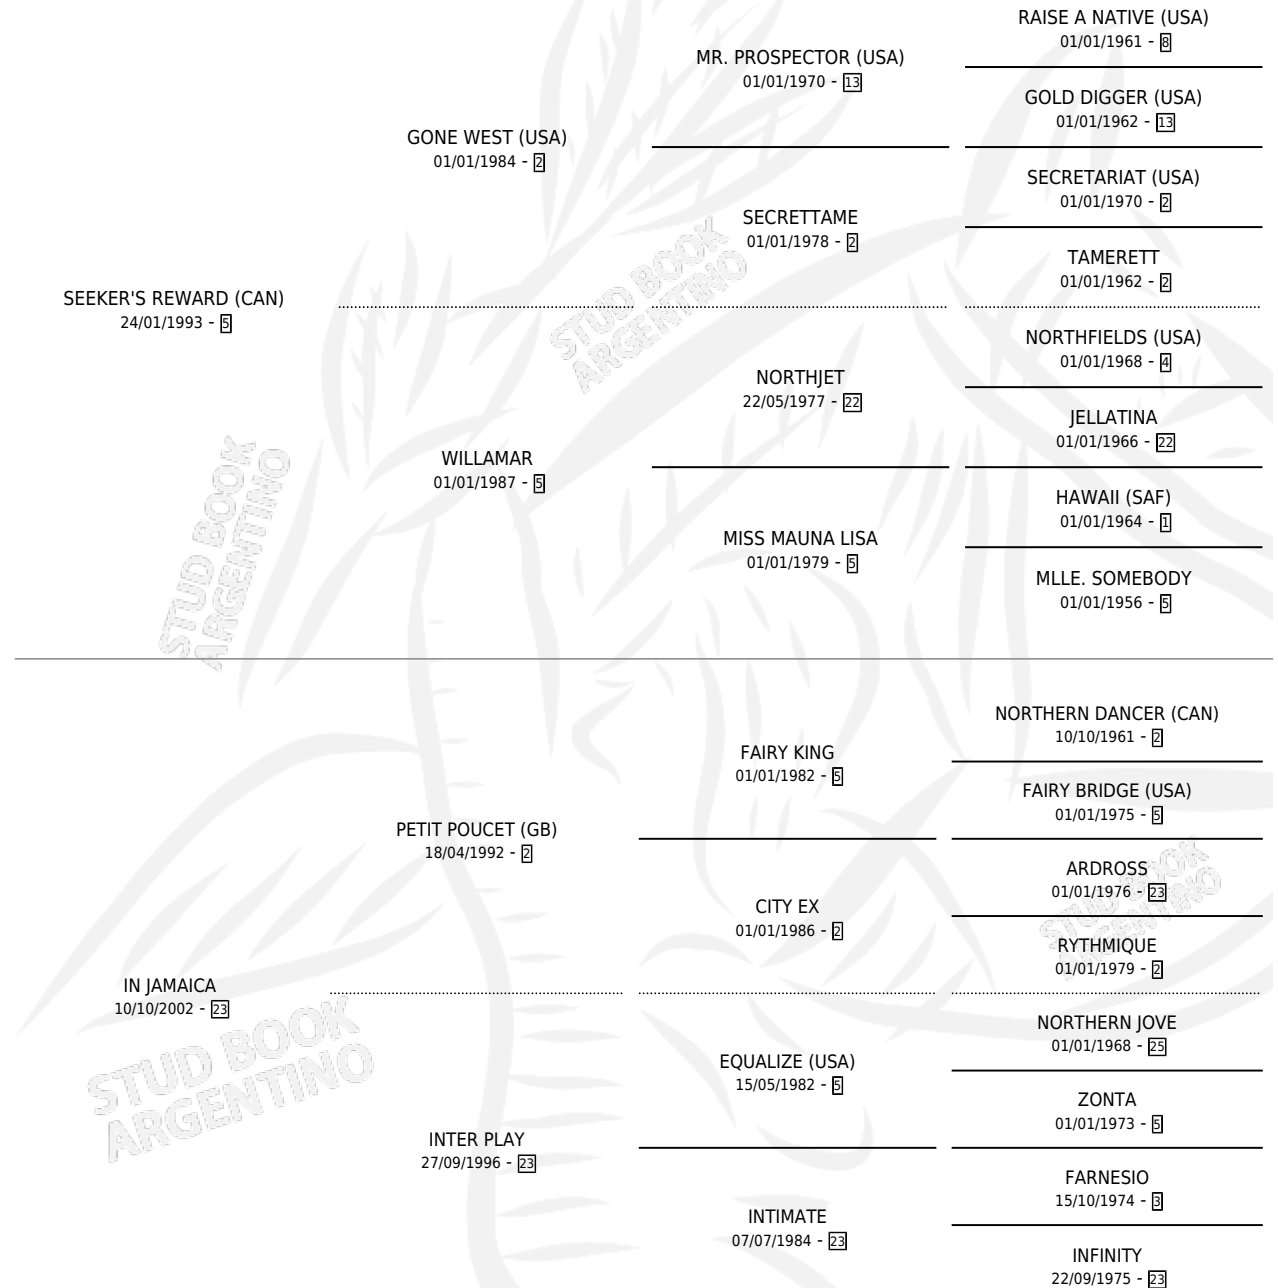 RAISE A NATIVE (USA)
01/01/1961 - 8
MR. PROSPECTOR (USA)
01/01/1970 - 13
GOLD DIGGER (USA)
01/01/1962 - 13
GONE WEST (USA)
01/01/1984 - 2
SECRETARIAT (USA)
01/01/1970 - 2
SECRETTAME
01/01/1978 - 2
TAMERETT
01/01/1962 - 2
SEEKER'S REWARD (CAN)
24/01/1993 - 5
NORTHFIELDS (USA)
01/01/1968 - 4
NORTHJET
22/05/1977 - 22
JELLATINA
01/01/1966 - 22
WILLAMAR
01/01/1987 - 5
HAWAII (SAF)
01/01/1964 - 1
MISS MAUNA LISA
01/01/1979 - 5
MLLE. SOMEBODY
01/01/1956 - 5
NORTHERN DANCER (CAN)
10/10/1961 - 2
FAIRY KING
01/01/1982 - 5
FAIRY BRIDGE (USA)
01/01/1975 - 5
PETIT POUCET (GB)
18/04/1992 - 2
ARDROSS
01/01/1976 - 23
CITY EX
01/01/1986 - 2
RYTHMIQUE
01/01/1979 - 2
IN JAMAICA
10/10/2002 - 23
NORTHERN JOVE
01/01/1968 - 25
EQUALIZE (USA)
15/05/1982 - 5
ZONTA
01/01/1973 - 5
INTER PLAY
27/09/1996 - 23
FARNESIO
15/10/1974 - 3
INTIMATE
07/07/1984 - 23
INFINITY
22/09/1975 - 23
STUD BOOK
ARGENTINO
STUD BOOK
ARGENTINO
STUD BOOK
ARGENTINO
STUD BOOK
ARGENTINO